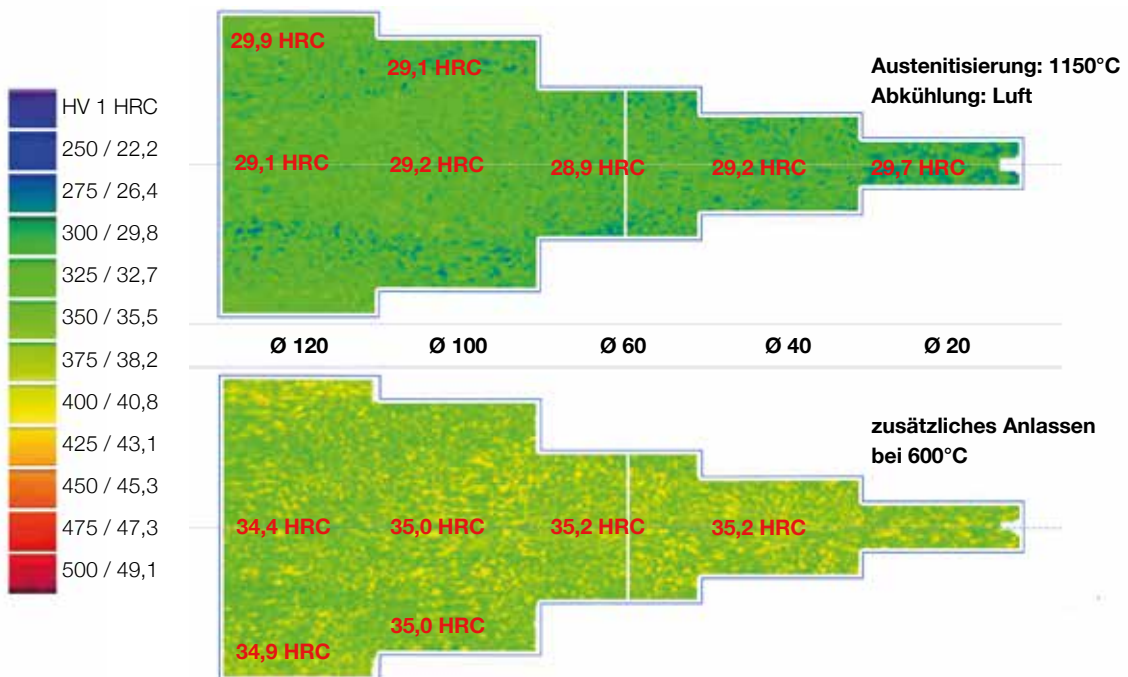 HV 1 HRC
250 / 22,2
275 / 26,4
300 / 29,8
325 / 32,7
350 / 35,5
375 / 38,2
400 / 40,8
425 / 43,1
450 / 45,3
475 / 47,3
500 / 49,1
29,9 HRC
29,1 HRC
29,1 HRC
29,2 HRC
28,9 HRC
29,2 HRC
29,7 HRC
Austenitisierung: 1150°C
Abkühlung: Luft
Ø 120
Ø 100
Ø 60
Ø 40
Ø 20
zusätzliches Anlassen
bei 600°C
34,4 HRC
35,0 HRC
35,2 HRC
35,2 HRC
35,0 HRC
34,9 HRC